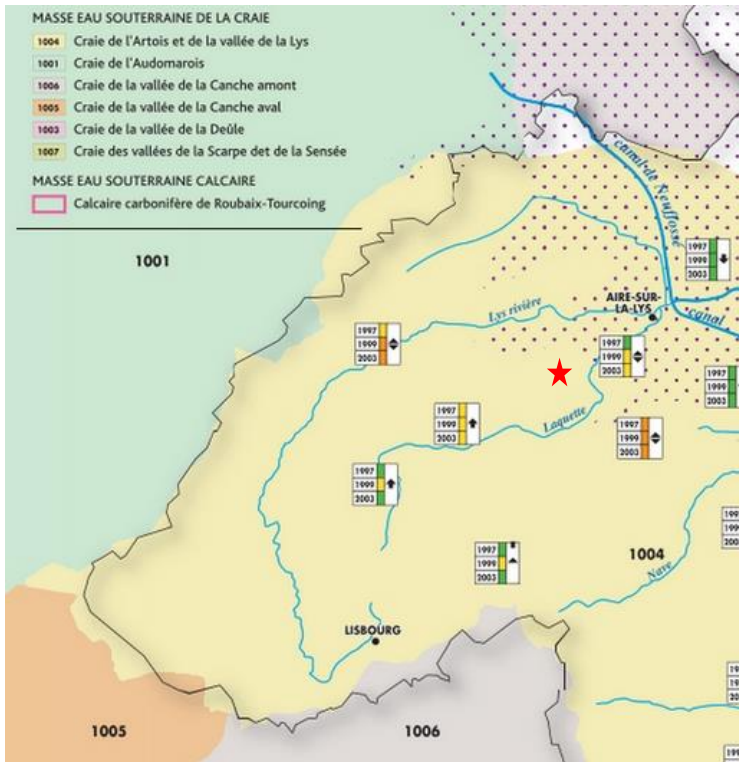 MASSE EAU SOUTERRAINE DE LA CRAIE
1004 Craie de l'Artois et de la vallée de la Lys
1001 Craie de l'Audomarois
1006 Craie de la vallée de la Canche amont
1005 Craie de la vallée de la Canche aval
1003 Craie de la vallée de la Deûle
1007 Craie des vallées de la Scarpe det de la Sensée
MASSE EAU SOUTERRAINE CALCAIRE
Calcaire carbonifère de Roubaix-Tourcoing
canal de Neuffossé
1001
1997
1999
2003
AIRE-SUR-
LA-LYS
Lys rivière
canal
1997
1999
2003
1997
1999
2003
1997
1999
2003
1997
1999
2003
Laquette
1997
1999
2003
1997
1999
2003
1997
1999
2003
1004
Nave
LISBOURG
1005
1006